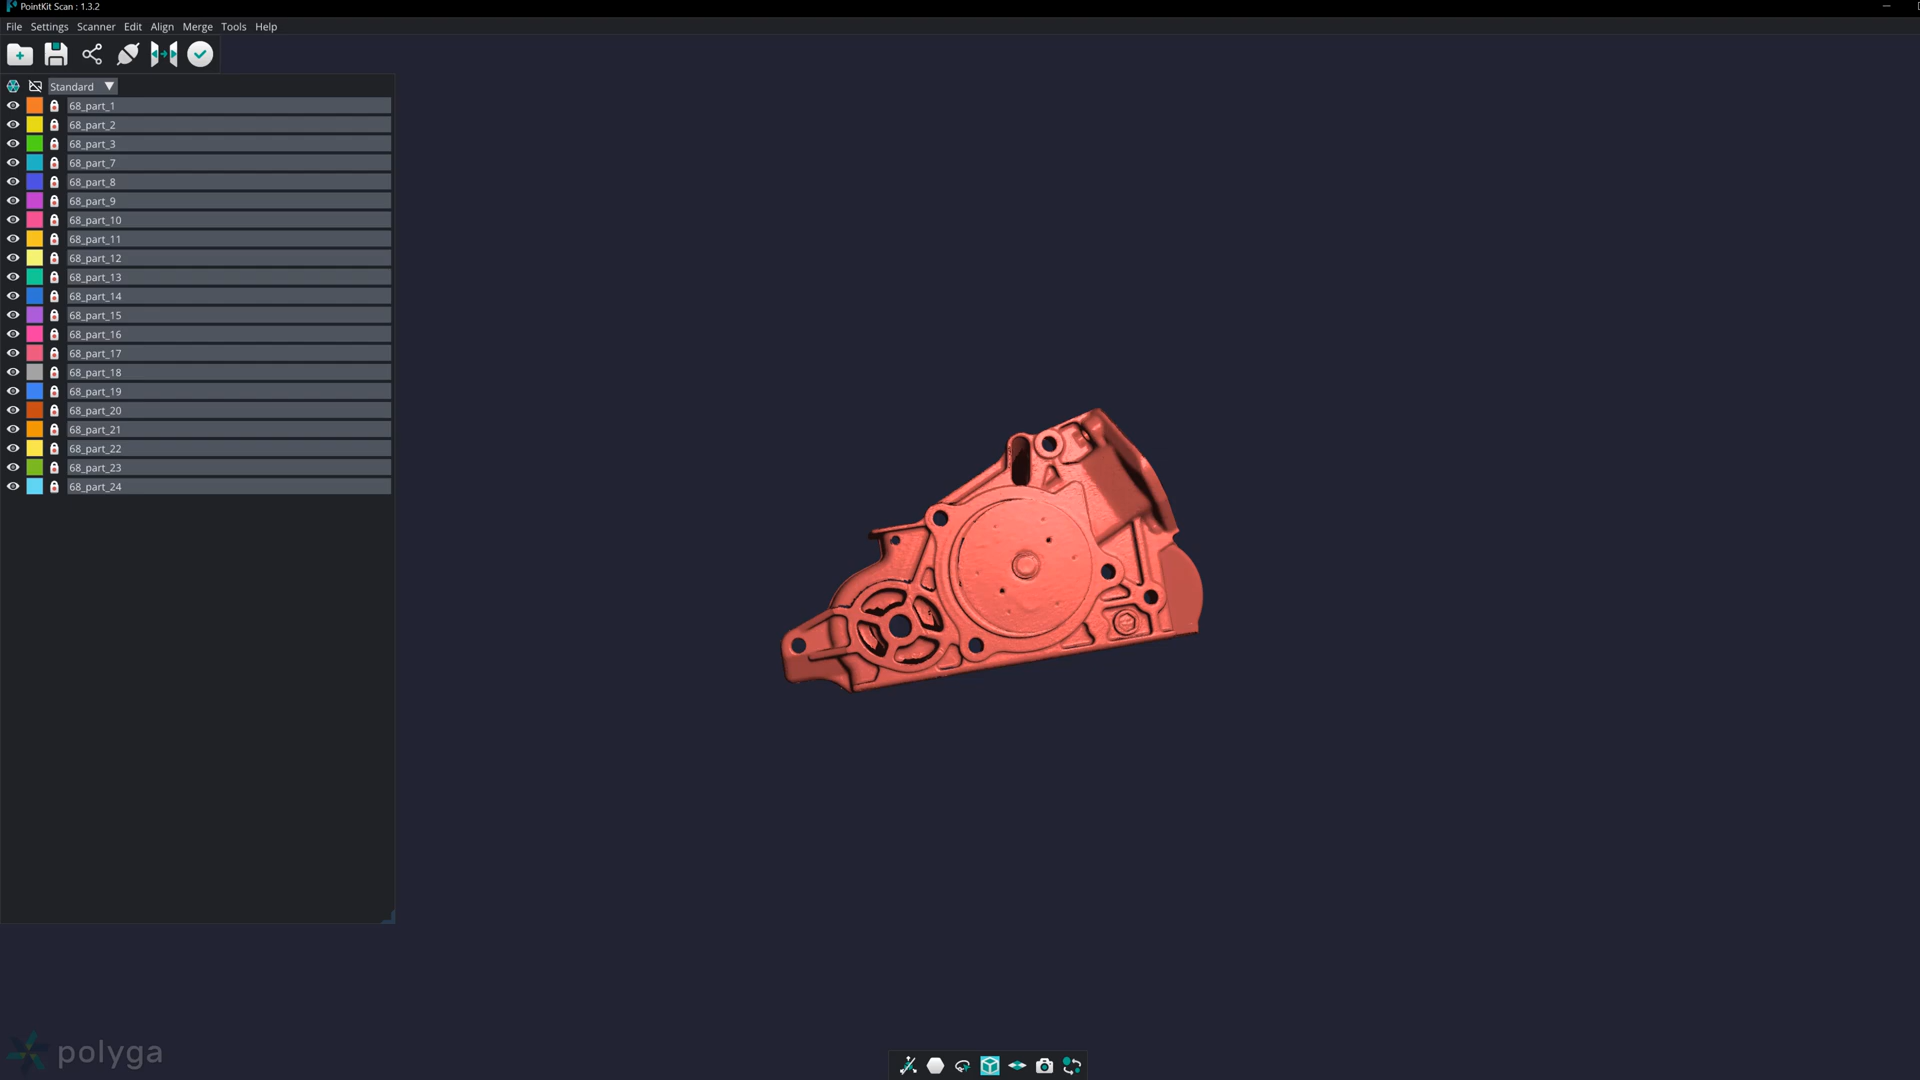 PointKit Scan : 1.3.2
File Settings Scanner Edit Align Merge Tools Help
Standard
68_part_1
68_part_2
68_part_3
68_part_7
68_part_8
68_part_9
68_part_10
68_part_11
68_part_12
68_part_13
68_part_14
68_part_15
68_part_16
68_part_17
68_part_18
68_part_19
68_part_20
68_part_21
68_part_22
68_part_23
68_part_24
polyga